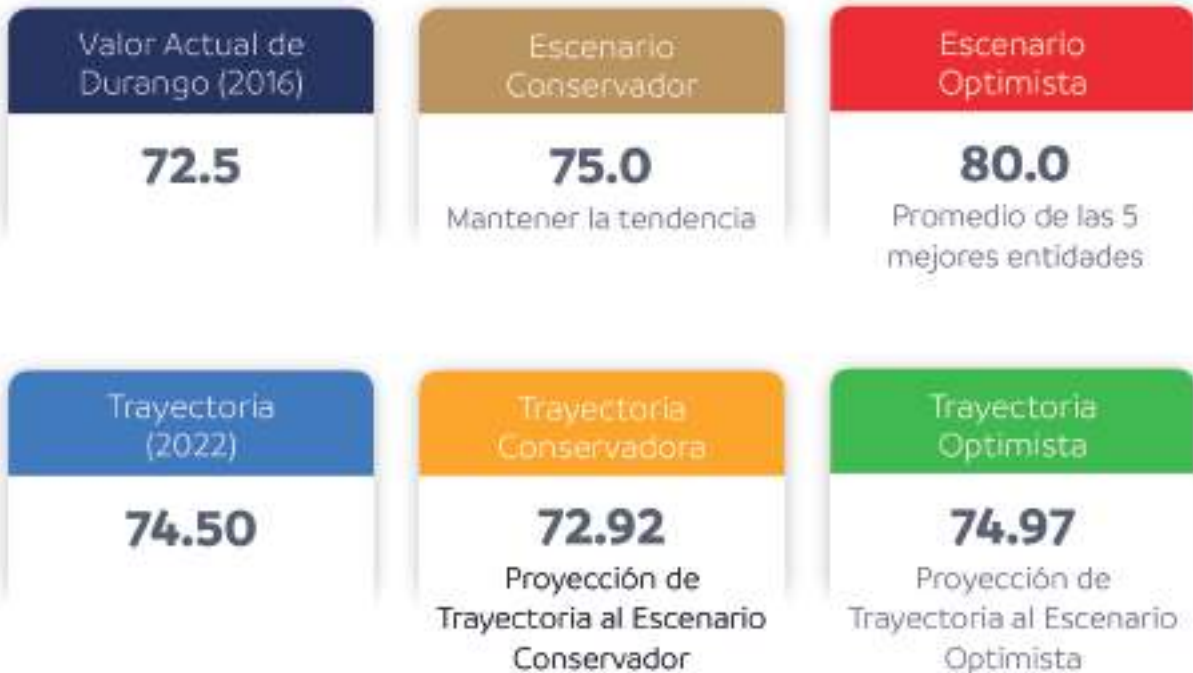 Valor Actual de
Durango (2016)
72.5
Escenario
Conservador
75.0
Mantener la tendencia
Escenario
Optimista
80.0
Promedio de las 5
mejores entidades
Trayectoria
(2022)
74.50
Trayectoria
Conservadora
72.92
Proyección de
Trayectoria al Escenario
Conservador
Trayectoria
Optimista
74.97
Proyección de
Trayectoria al Escenario
Optimista